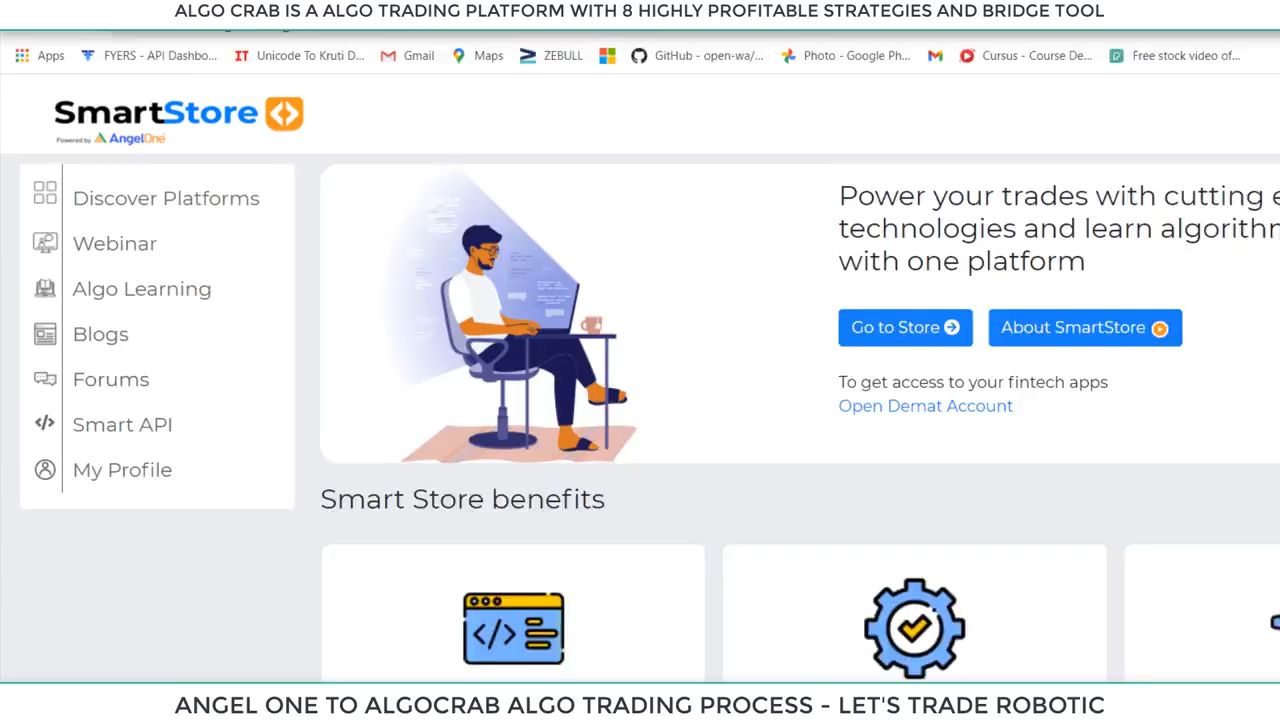 ALGO CRAB IS A ALGO TRADING PLATFORM WITH 8 HIGHLY PROFITABLE STRATEGIES AND BRIDGE TOOL
Apps FYERS - API Dashbo... Unicode To Kruti D... Gmail Maps ZEBULL GitHub - open-wa/... Photo - Google Ph... Cursus - Course De... Free stock video of...
SmartStore
Powered by AngelOne
Discover Platforms
Webinar
Algo Learning
Blogs
Forums
Smart API
My Profile
Power your trades with cutting e
technologies and learn algorithm
with one platform
Go to Store
About SmartStore
To get access to your fintech apps
Open Demat Account
Smart Store benefits
ANGEL ONE TO ALGOCRAB ALGO TRADING PROCESS - LET'S TRADE ROBOTIC